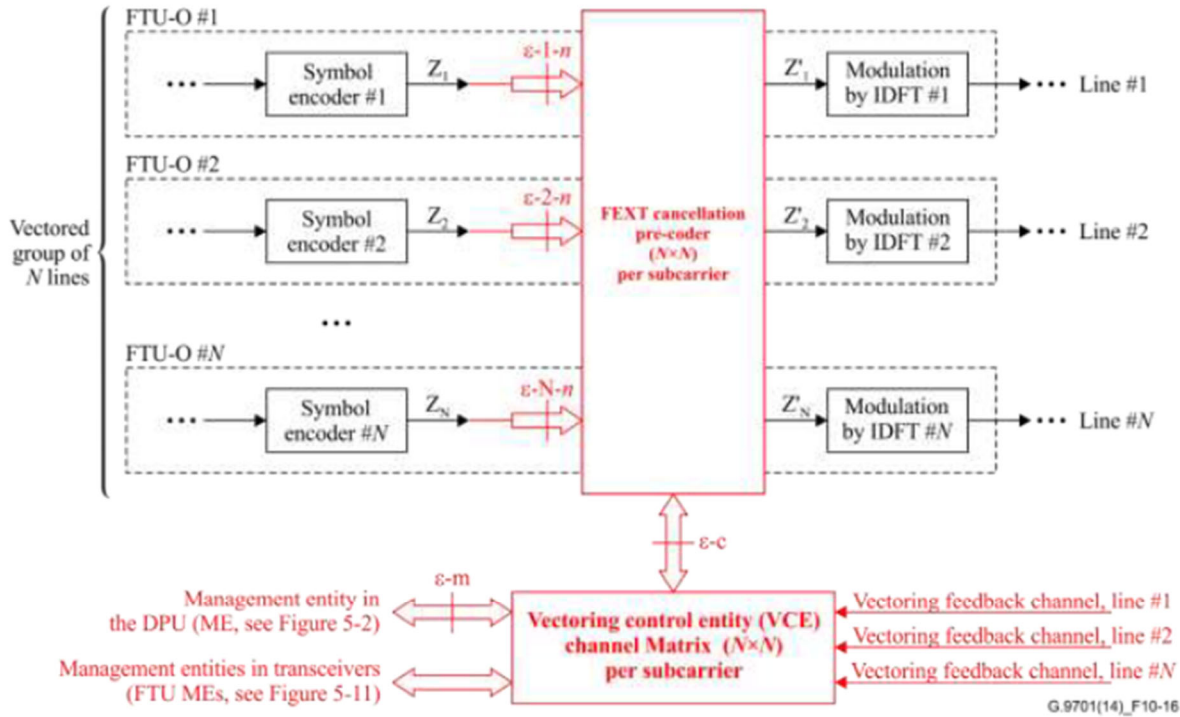 FTU-O #1
ε-1-n
Symbol
encoder #1
Z1
Z'1
Modulation
by IDFT #1
Line #1
FTU-O #2
ε-2-n
Symbol
encoder #2
Z2
Z'2
Modulation
by IDFT #2
Line #2
Vectored
group of
N lines
FEXT cancellation
pre-coder
(N×N)
per subcarrier
...
FTU-O #N
ε-N-n
Symbol
encoder #N
ZN
Z'N
Modulation
by IDFT #N
Line #N
ε-c
ε-m
Management entity in
the DPU (ME, see Figure 5-2)
Management entities in transceivers
(FTU MEs, see Figure 5-11)
Vectoring control entity (VCE)
channel Matrix (N×N)
per subcarrier
Vectoring feedback channel, line #1
Vectoring feedback channel, line #2
Vectoring feedback channel, line #N
G.9701(14)_F10-16